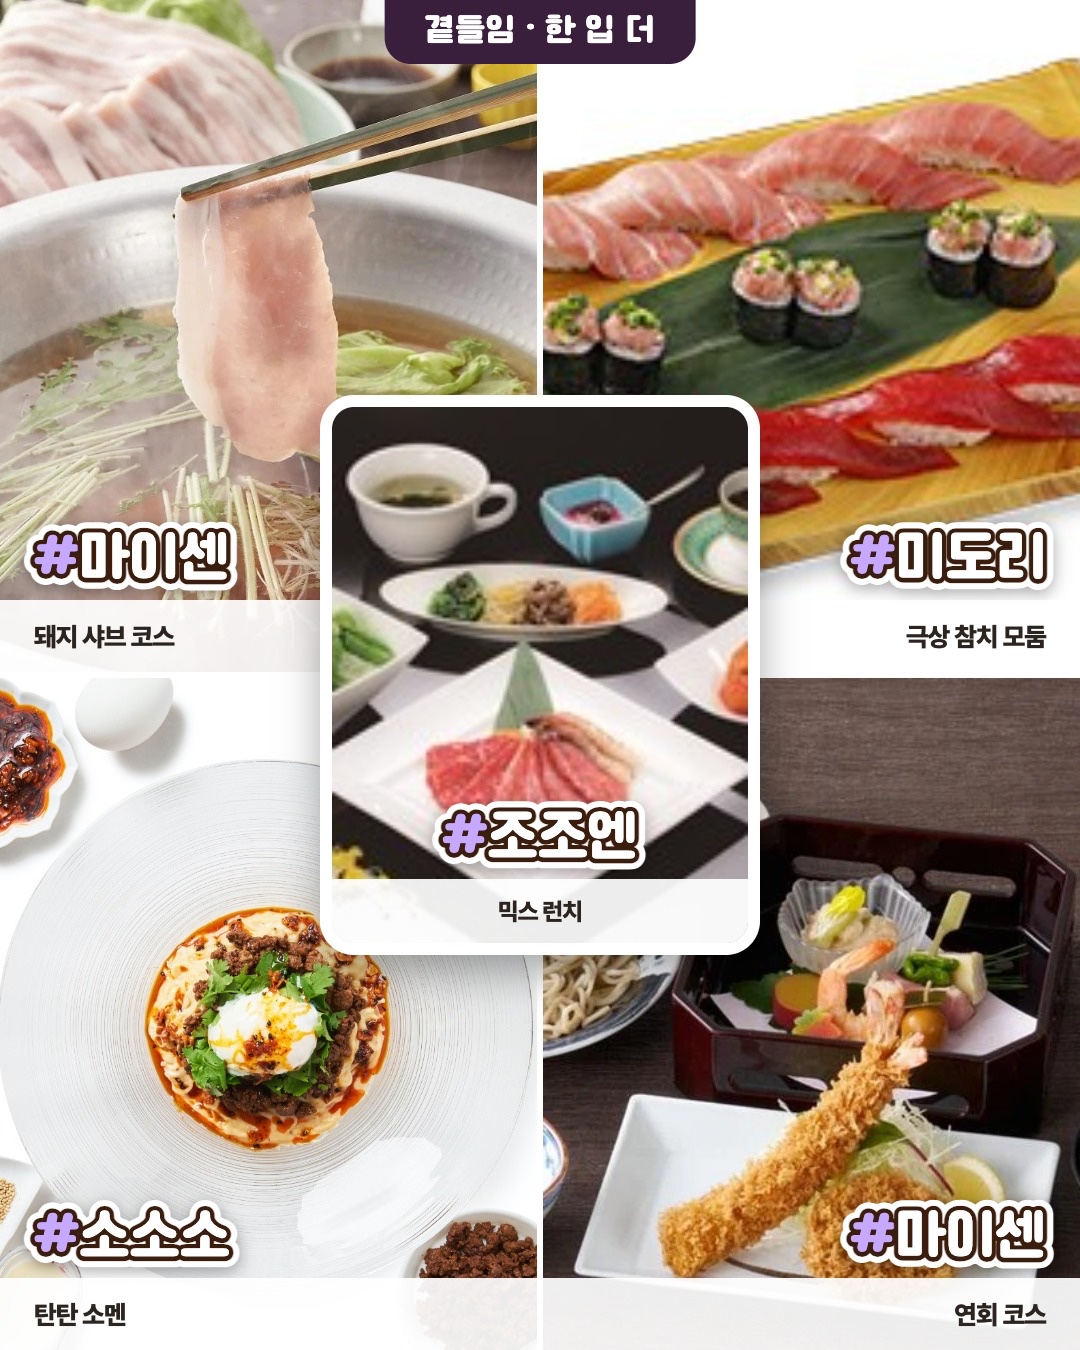 곁들임 · 한 입 더
#마이센
돼지 샤브 코스
#미도리
극상 참치 모둠
#조조엔
믹스 런치
#소소소
탄탄 소멘
#마이센
연회 코스